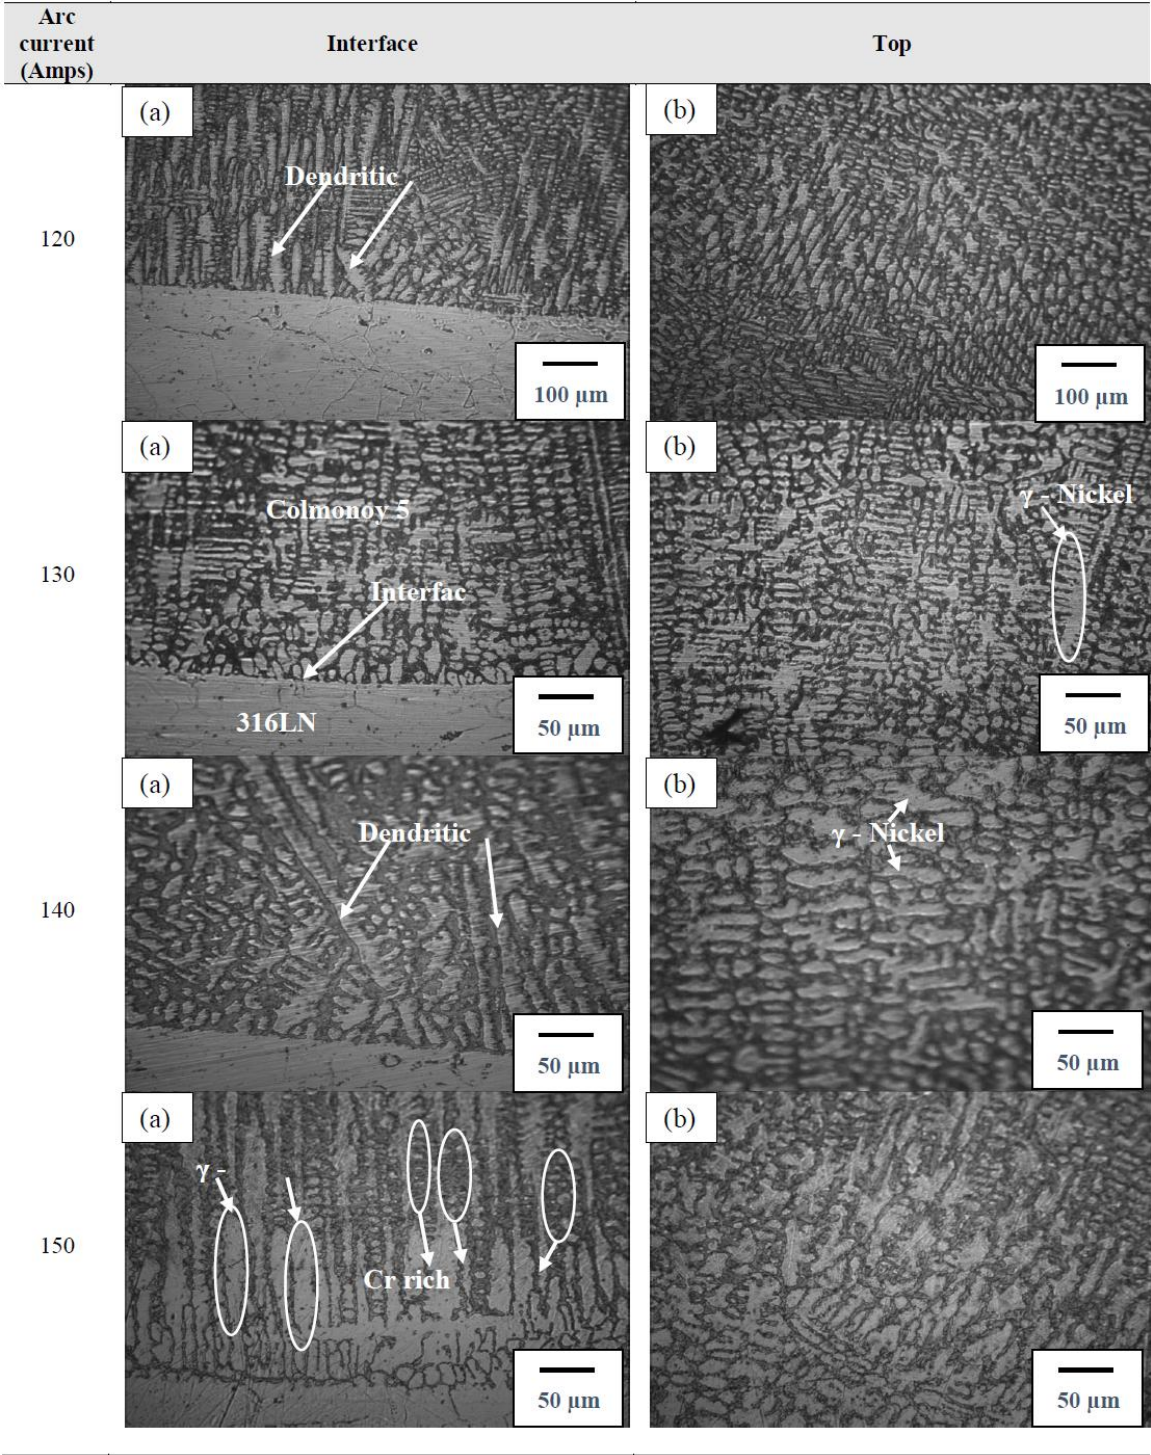 Arc
current
(Amps)
Interface
Top
120
(a)
Dendritic
100 µm
(b)
100 µm
130
(a)
Colmonoy 5
Interfac
316LN
50 µm
(b)
γ - Nickel
50 µm
140
(a)
Dendritic
50 µm
(b)
γ - Nickel
50 µm
150
(a)
γ -
Cr rich
50 µm
(b)
50 µm